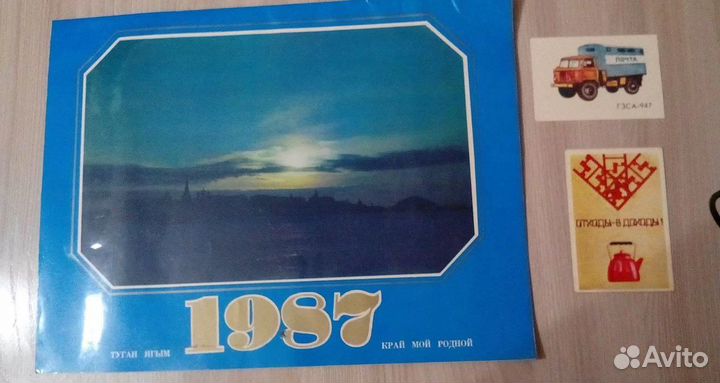 1987
ТУГАН ЯГЫМ
КРАЙ МОЙ РОДНОЙ
ПОЧТА
ГЗСА-947
ОТХОДЫ-В ДОХОДЫ!
Avito